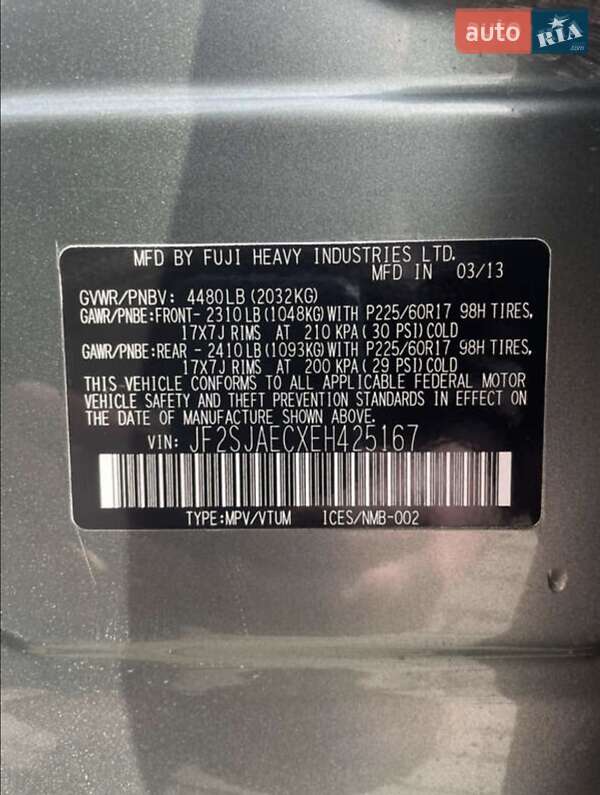 auto RIA .com
MFD BY FUJI HEAVY INDUSTRIES LTD.
MFD IN 03/13
GVWR/PNBV: 4480LB (2032KG)
GAWR/PNBE:FRONT- 2310LB (1048KG) WITH P225/60R17 98H TIRES,
17X7J RIMS AT 210 KPA (30 PSI) COLD
GAWR/PNBE:REAR - 2410LB (1093KG) WITH P225/60R17 98H TIRES,
17X7J RIMS AT 200 KPA (29 PSI) COLD
THIS VEHICLE CONFORMS TO ALL APPLICABLE FEDERAL MOTOR
VEHICLE SAFETY AND THEFT PREVENTION STANDARDS IN EFFECT
ON THE DATE OF MANUFACTURE SHOWN ABOVE.
VIN: JF2SJAECXEH425167
TYPE:MPV/VTUM ICES/NMB-002